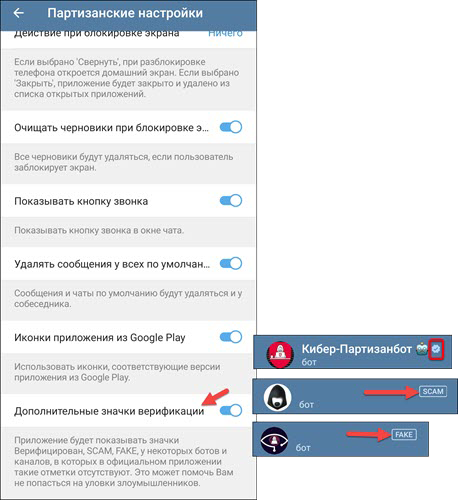 Партизанские настройки
Действие при блокировке экрана Ничего
Если выбрано 'Свернуть', при разблокировке
телефона откроется домашний экран. Если выбрано
'Закрыть', приложение будет закрыто и удалено из
списка открытых приложений.
Очищать черновики при блокировке э...
Все черновики будут удаляться, если пользователь
заблокирует экран.
Показывать кнопку звонка
Показывать кнопку звонка в окне чата.
Удалять сообщения у всех по умолчан...
Сообщения и чаты по умолчанию будут удаляться и у
собеседника.
Иконки приложения из Google Play
Использовать иконки, соответствующие версии
приложения из Google Play.
Дополнительные значки верификации
Приложение будет показывать значки
Верифицирован, SCAM, FAKE, у некоторых ботов и
каналов, в которых в официальном приложении
такие отметки отсутствуют. Это может помочь Вам
не попасться на уловки злоумышленников.
Кибер-Партизанбот
бот
SCAM
бот
FAKE
бот